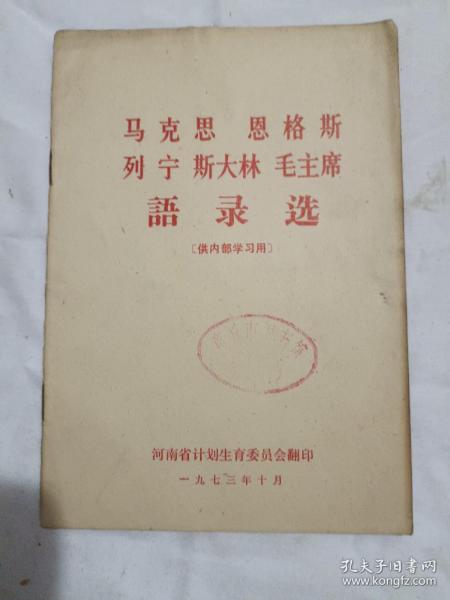 马克思 恩格斯
列宁 斯大林 毛主席
語录选
〔供内部学习用〕
河南省计划生育委员会翻印
一九七三年十月
孔夫子旧书网
www.kongfz.com